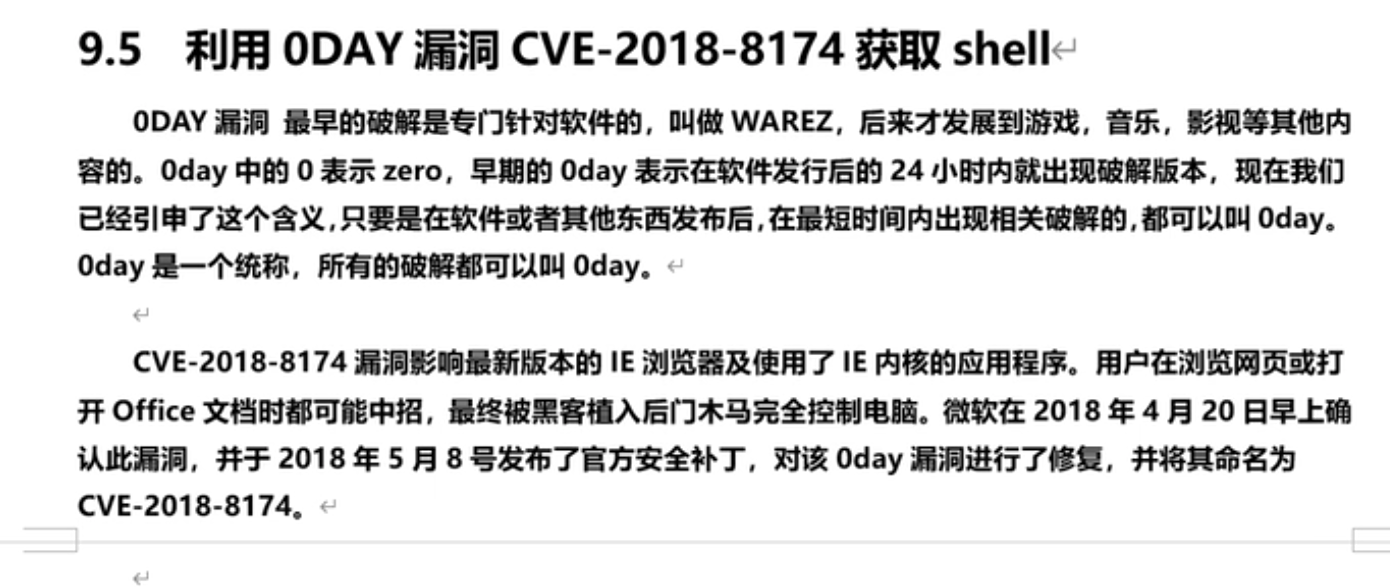 9.5 利用 0DAY 漏洞 CVE-2018-8174 获取 shell
0DAY 漏洞 最早的破解是专门针对软件的，叫做 WAREZ，后来才发展到游戏，音乐，影视等其他内
容的。0day 中的 0 表示 zero，早期的 0day 表示在软件发行后的 24 小时内就出现破解版本，现在我们
已经引申了这个含义,只要是在软件或者其他东西发布后,在最短时间内出现相关破解的,都可以叫 0day。
0day 是一个统称，所有的破解都可以叫 0day。
CVE-2018-8174 漏洞影响最新版本的 IE 浏览器及使用了 IE 内核的应用程序。用户在浏览网页或打
开 Office 文档时都可能中招，最终被黑客植入后门木马完全控制电脑。微软在 2018 年 4 月 20 日早上确
认此漏洞，并于 2018 年 5 月 8 号发布了官方安全补丁，对该 0day 漏洞进行了修复，并将其命名为
CVE-2018-8174。